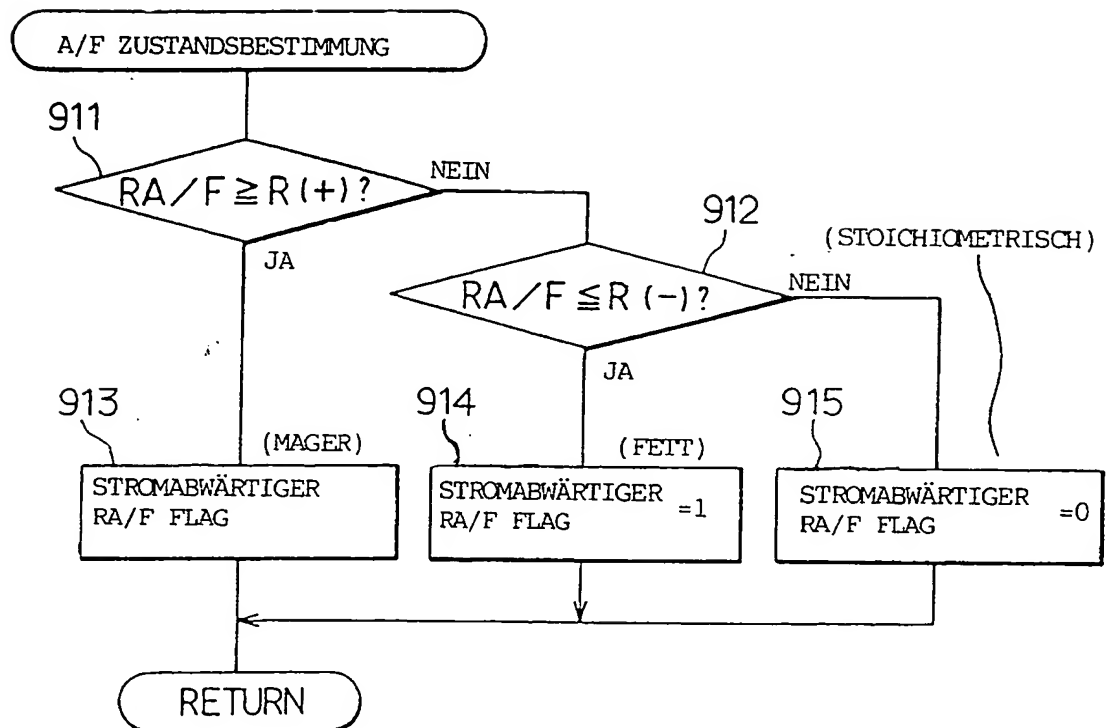 A/F ZUSTANDSBESTIMMUNG
911
RA/F ≧ R (+) ?
NEIN
JA
912
(STOICHIOMETRISCH)
RA/F ≦ R (-) ?
NEIN
JA
913
(MAGER)
STROMABWÄRTIGER
RA/F FLAG
914
(FETT)
STROMABWÄRTIGER
RA/F FLAG =1
915
STROMABWÄRTIGER
RA/F FLAG =0
RETURN